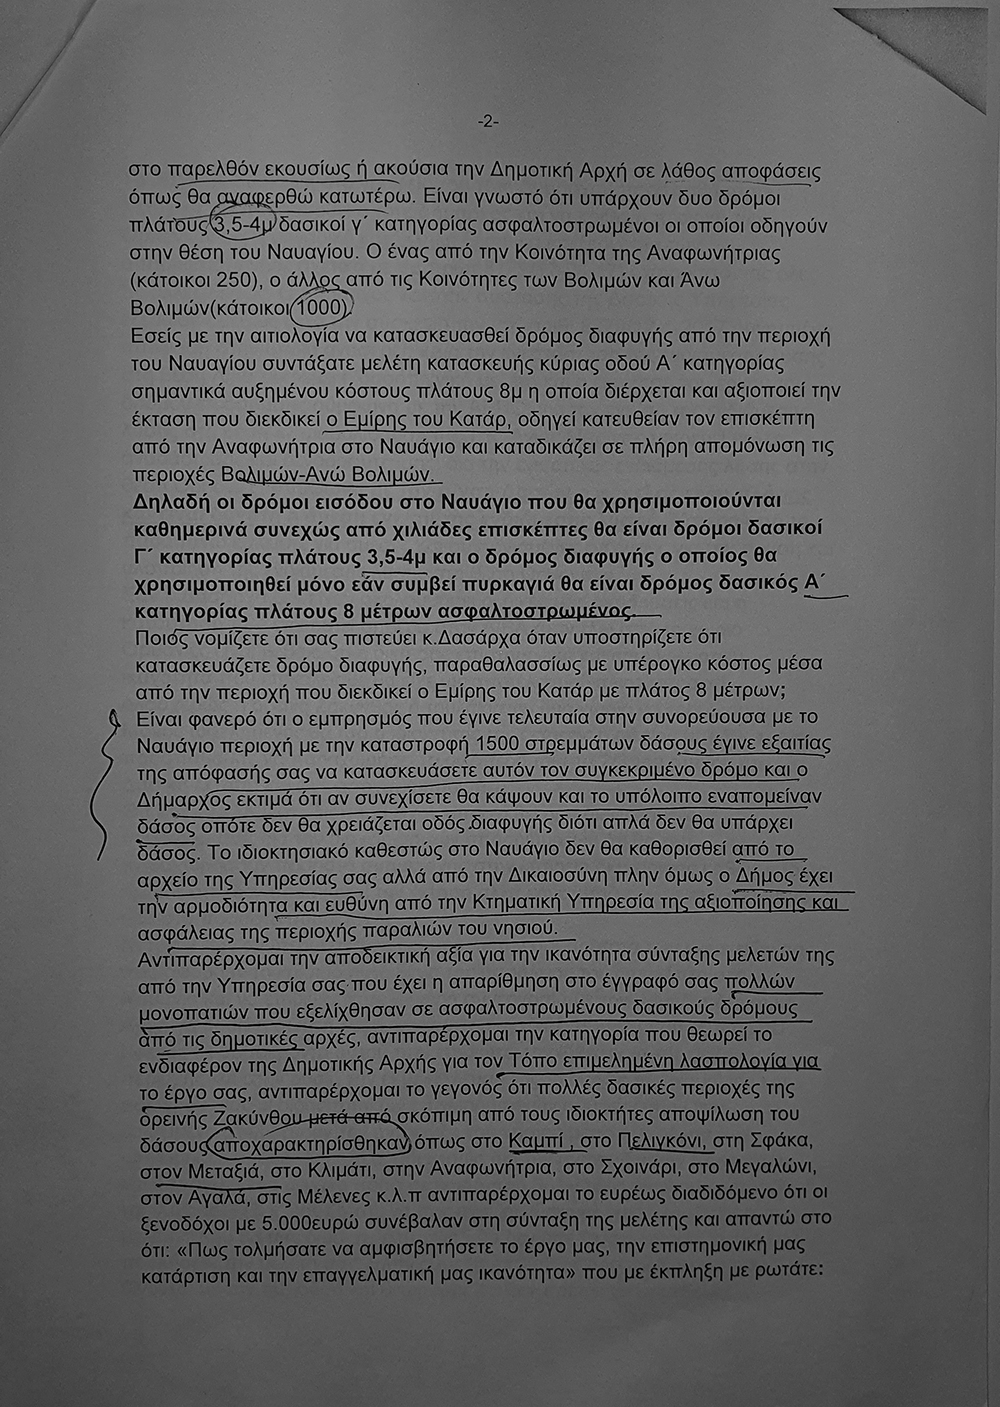 -2-
στο παρελθόν εκουσίως ή ακούσια την Δημοτική Αρχή σε λάθος αποφάσεις
όπως θα αναφερθώ κατωτέρω. Είναι γνωστό ότι υπάρχουν δυο δρόμοι
πλάτους 3,5-4μ δασικοί γ΄ κατηγορίας ασφαλτοστρωμένοι οι οποίοι οδηγούν
στην θέση του Ναυαγίου. Ο ένας από την Κοινότητα της Αναφωνήτριας
(κάτοικοι 250), ο άλλος από τις Κοινότητες των Βολιμών και Άνω
Βολιμών(κάτοικοι 1000).
Εσείς με την αιτιολογία να κατασκευασθεί δρόμος διαφυγής από την περιοχή
του Ναυαγίου συντάξατε μελέτη κατασκευής κύριας οδού Α΄ κατηγορίας
σημαντικά αυξημένου κόστους πλάτους 8μ η οποία διέρχεται και αξιοποιεί την
έκταση που διεκδικεί ο Εμίρης του Κατάρ, οδηγεί κατευθείαν τον επισκέπτη
από την Αναφωνήτρια στο Ναυάγιο και καταδικάζει σε πλήρη απομόνωση τις
περιοχές Βολιμών-Ανώ Βολιμών.
Δηλαδή οι δρόμοι εισόδου στο Ναυάγιο που θα χρησιμοποιούνται
καθημερινά συνεχώς από χιλιάδες επισκέπτες θα είναι δρόμοι δασικοί
Γ΄ κατηγορίας πλάτους 3,5-4μ και ο δρόμος διαφυγής ο οποίος θα
χρησιμοποιηθεί μόνο εάν συμβεί πυρκαγιά θα είναι δρόμος δασικός Α΄
κατηγορίας πλάτους 8 μέτρων ασφαλτοστρωμένος.
Ποιός νομίζετε ότι σας πιστεύει κ.Δασάρχα όταν υποστηρίζετε ότι
κατασκευάζετε δρόμο διαφυγής, παραθαλασσίως με υπέρογκο κόστος μέσα
από την περιοχή που διεκδικεί ο Εμίρης του Κατάρ με πλάτος 8 μέτρων;
Είναι φανερό ότι ο εμπρησμός που έγινε τελευταία στην συνορεύουσα με το
Ναυάγιο περιοχή με την καταστροφή 1500 στρεμμάτων δάσους έγινε εξαιτίας
της απόφασής σας να κατασκευάσετε αυτόν τον συγκεκριμένο δρόμο και ο
Δήμαρχος εκτιμά ότι αν συνεχίσετε θα κάψουν και το υπόλοιπο εναπομείναν
δάσος οπότε δεν θα χρειάζεται οδός διαφυγής διότι απλά δεν θα υπάρχει
δάσος. Το ιδιοκτησιακό καθεστώς στο Ναυάγιο δεν θα καθορισθεί από το
αρχείο της Υπηρεσίας σας αλλά από την Δικαιοσύνη πλην όμως ο Δήμος έχει
την αρμοδιότητα και ευθύνη από την Κτηματική Υπηρεσία της αξιοποίησης και
ασφάλειας της περιοχής παραλιών του νησιού.
Αντιπαρέρχομαι την αποδεικτική αξία για την ικανότητα σύνταξης μελετών της
από την Υπηρεσία σας που έχει η απαρίθμηση στο έγγραφό σας πολλών
μονοπατιών που εξελίχθησαν σε ασφαλτοστρωμένους δασικούς δρόμους
από τις δημοτικές αρχές, αντιπαρέρχομαι την κατηγορία που θεωρεί το
ενδιαφέρον της Δημοτικής Αρχής για τον Τόπο επιμελημένη λασπολογία για
το έργο σας, αντιπαρέρχομαι το γεγονός ότι πολλές δασικές περιοχές της
ορεινής Ζακύνθου μετά από σκόπιμη από τους ιδιοκτήτες αποψίλωση του
δάσους αποχαρακτηρίσθηκαν όπως στο Καμπί , στο Πελιγκόνι, στη Σφάκα,
στον Μεταξιά, στο Κλιμάτι, στην Αναφωνήτρια, στο Σχοινάρι, στο Μεγαλώνι,
στον Αγαλά, στις Μέλενες κ.λ.π αντιπαρέρχομαι το ευρέως διαδιδόμενο ότι οι
ξενοδόχοι με 5.000ευρώ συνέβαλαν στη σύνταξη της μελέτης και απαντώ στο
ότι: «Πως τολμήσατε να αμφισβητήσετε το έργο μας, την επιστημονική μας
κατάρτιση και την επαγγελματική μας ικανότητα» που με έκπληξη με ρωτάτε: